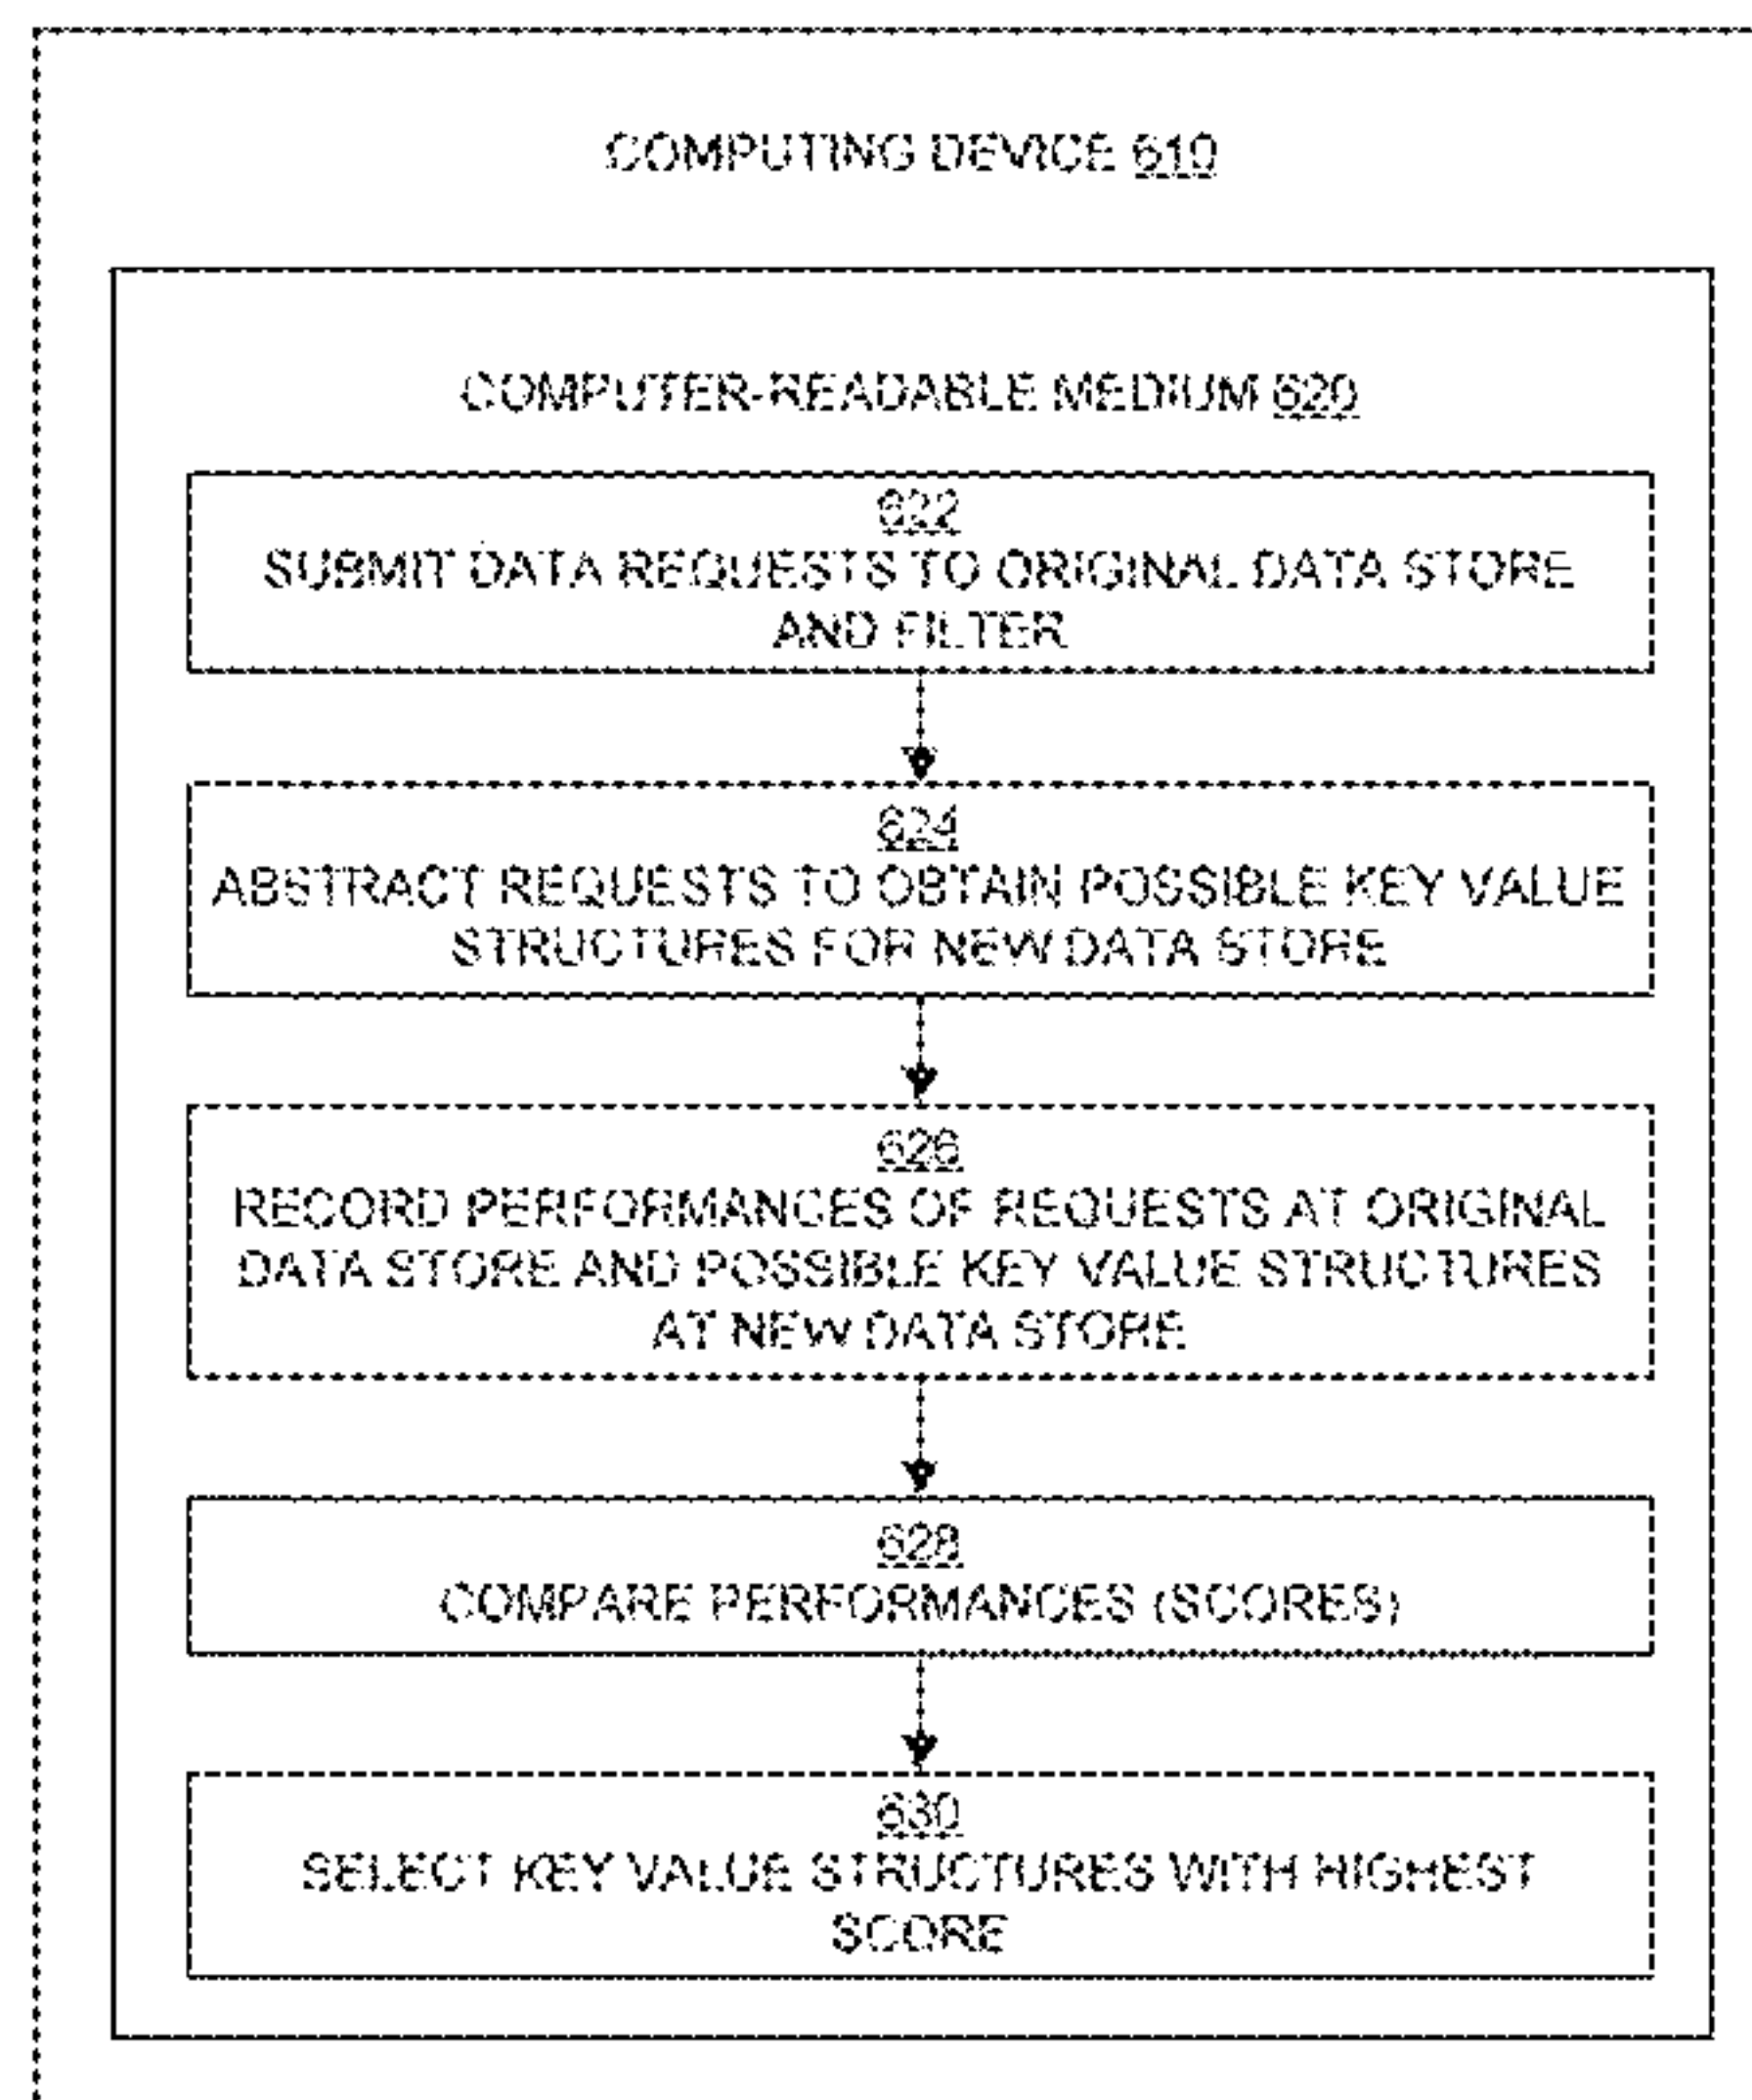 COMPUTING DEVICE 610
COMPUTER-READABLE MEDIUM 620
622
SUBMIT DATA REQUESTS TO ORIGINAL DATA STORE
AND FILTER
624
ABSTRACT REQUESTS TO OBTAIN POSSIBLE KEY VALUE
STRUCTURES FOR NEW DATA STORE
626
RECORD PERFORMANCES OF REQUESTS AT ORIGINAL
DATA STORE AND POSSIBLE KEY VALUE STRUCTURES
AT NEW DATA STORE
628
COMPARE PERFORMANCES (SCORES)
630
SELECT KEY VALUE STRUCTURES WITH HIGHEST
SCORE